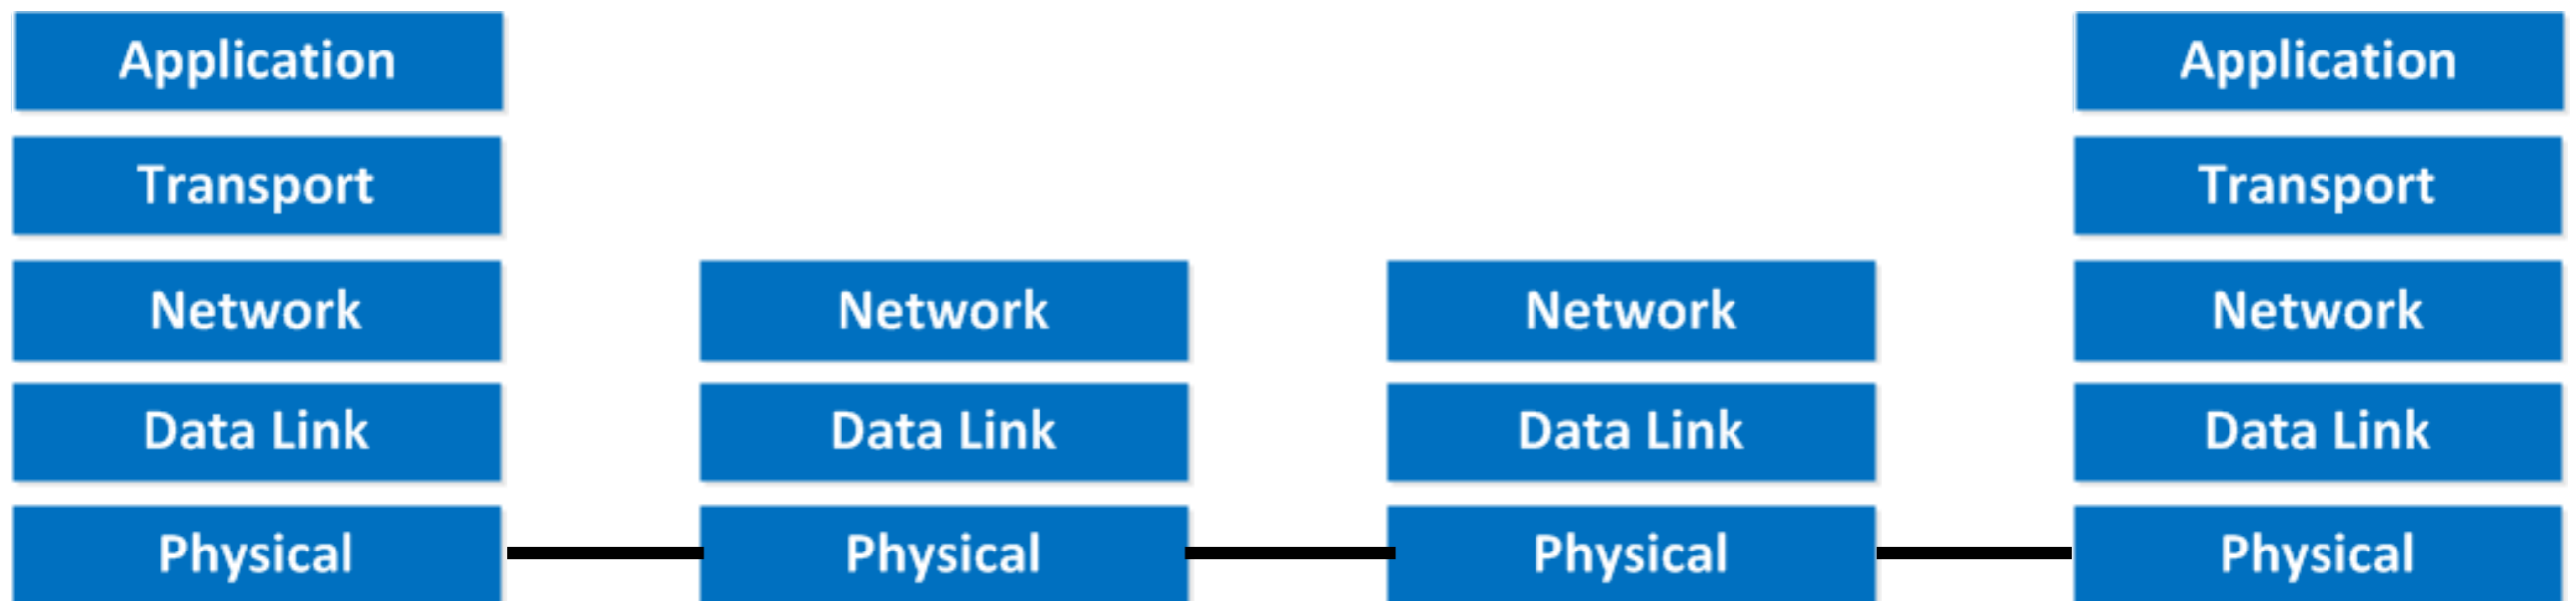 Application
Transport
Network
Data Link
Physical
Network
Data Link
Physical
Network
Data Link
Physical
Application
Transport
Network
Data Link
Physical